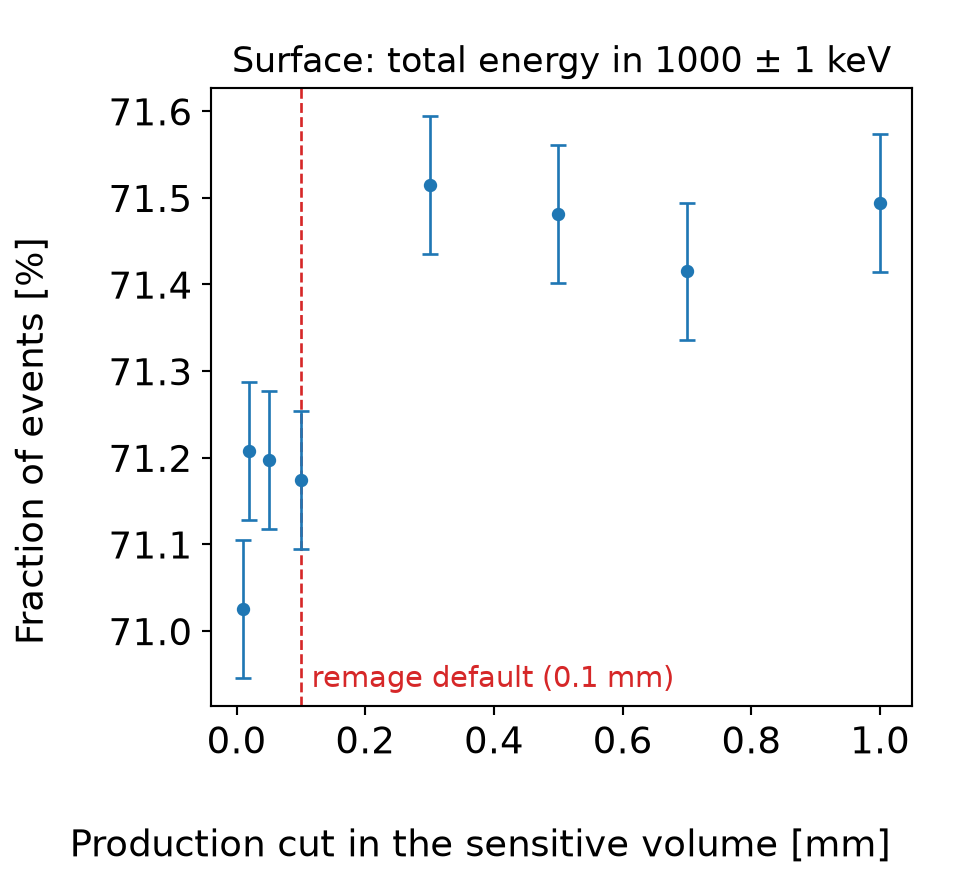 Surface: total energy in 1000 ± 1 keV
Fraction of events [%]
71.6
71.5
71.4
71.3
71.2
71.1
71.0
remage default (0.1 mm)
0.0 0.2 0.4 0.6 0.8 1.0
Production cut in the sensitive volume [mm]